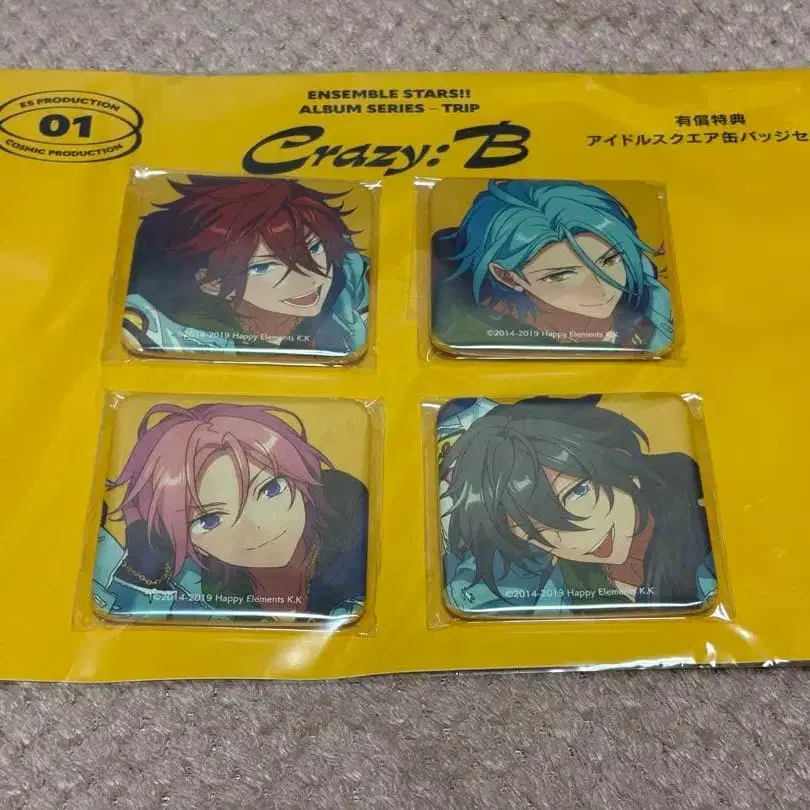 ES PRODUCTION
01
COSMIC PRODUCTION
ENSEMBLE STARS!!
ALBUM SERIES – TRIP
Crazy:B
有償特典
アイドルスクエア缶バッジセ
©2014-2019 Happy Elements K.K
©2014-2019 Happy Elements K.K
©2014-2019 Happy Elements K.K
©2014-2019 Happy Elements K.K